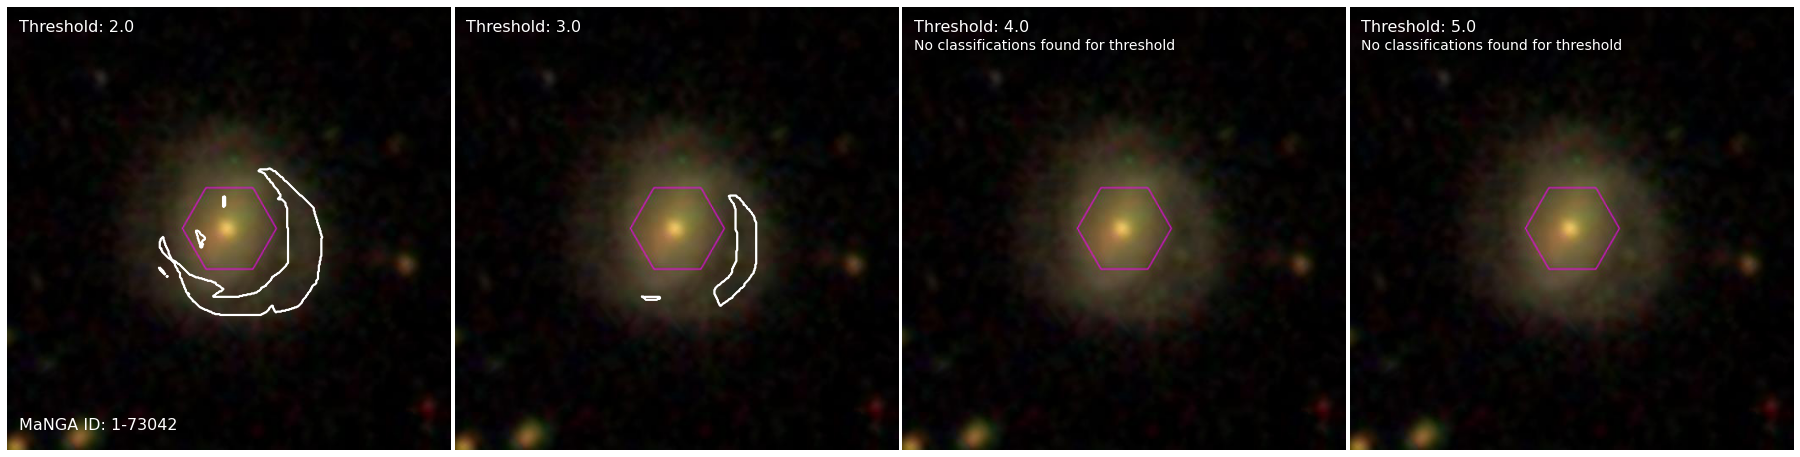 Threshold: 2.0
MaNGA ID: 1-73042
Threshold: 3.0
Threshold: 4.0
No classifications found for threshold
Threshold: 5.0
No classifications found for threshold